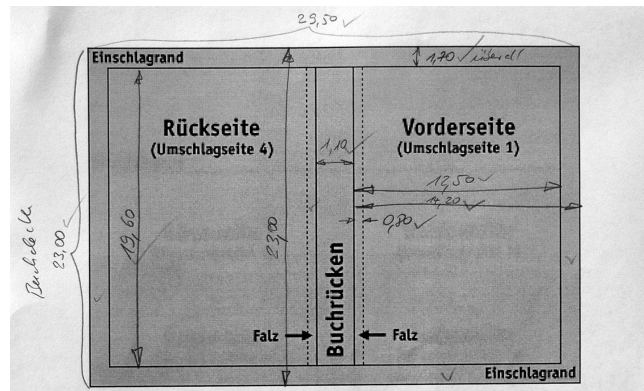 29,50
Einschlagrand
1,70 überall
Rückseite
(Umschlagseite 4)
Vorderseite
(Umschlagseite 1)
1,10
12,50
14,20
0,80
23,00
19,60
23,00
Buchrücken
Falz
Falz
Einschlagrand